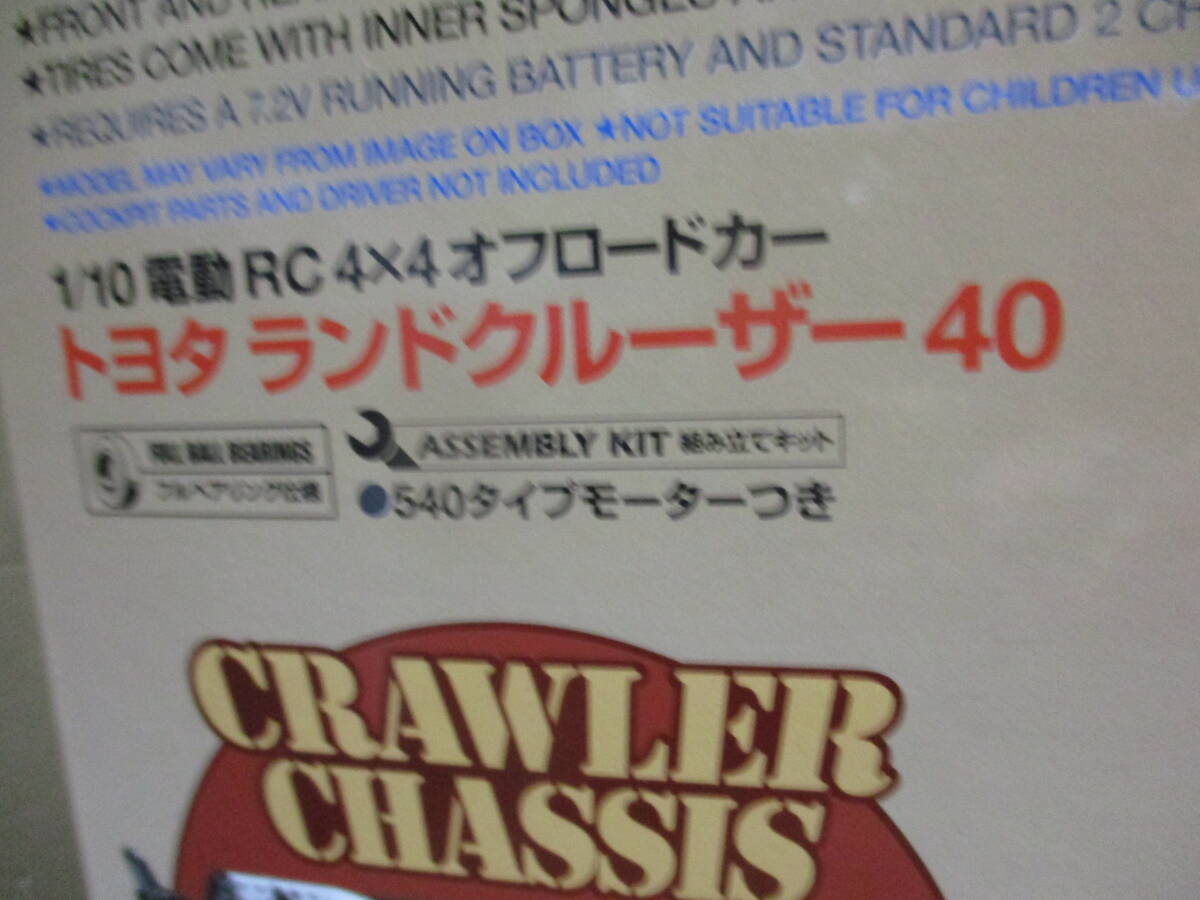 ★FRONT AND REAR
★TIRES COME WITH INNER SPONGES
★REQUIRES A 7.2V RUNNING BATTERY AND STANDARD 2 CH
★MODEL MAY VARY FROM IMAGE ON BOX ★NOT SUITABLE FOR CHILDREN U
★COCKPIT PARTS AND DRIVER NOT INCLUDED
1/10 電動RC 4×4オフロードカー
トヨタ ランドクルーザー 40
FULL BALL BEARINGS
フルベアリング仕様
ASSEMBLY KIT 組み立てキット
●540タイプモーターつき
CRAWLER
CHASSIS